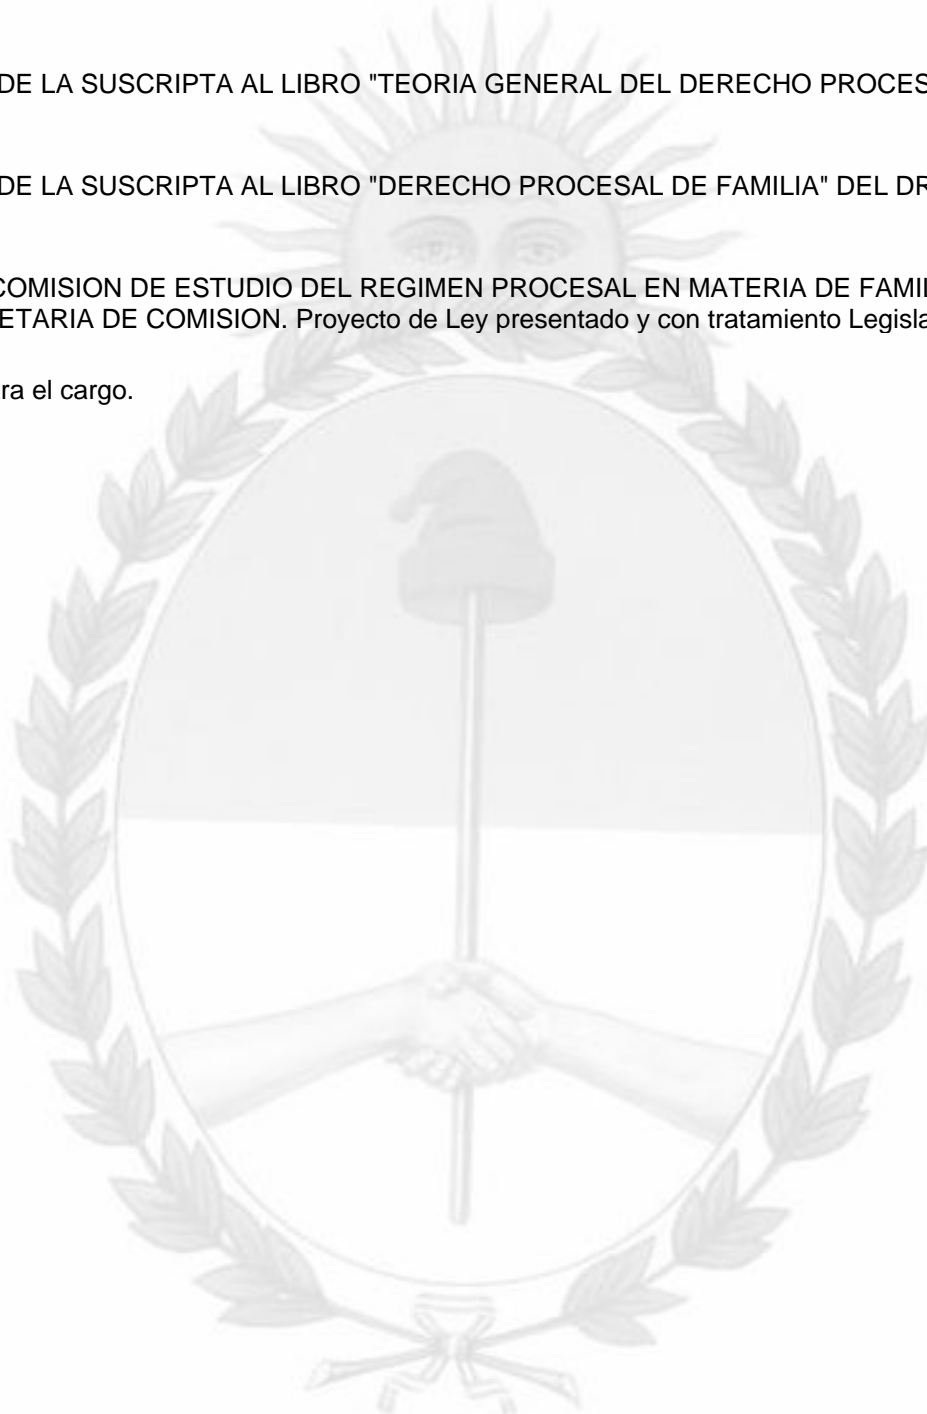 DE LA SUSCRIPTA AL LIBRO "TEORIA GENERAL DEL DERECHO PROCES
DE LA SUSCRIPTA AL LIBRO "DERECHO PROCESAL DE FAMILIA" DEL DR
COMISION DE ESTUDIO DEL REGIMEN PROCESAL EN MATERIA DE FAMIL
ETARIA DE COMISION. Proyecto de Ley presentado y con tratamiento Legisla
ra el cargo.